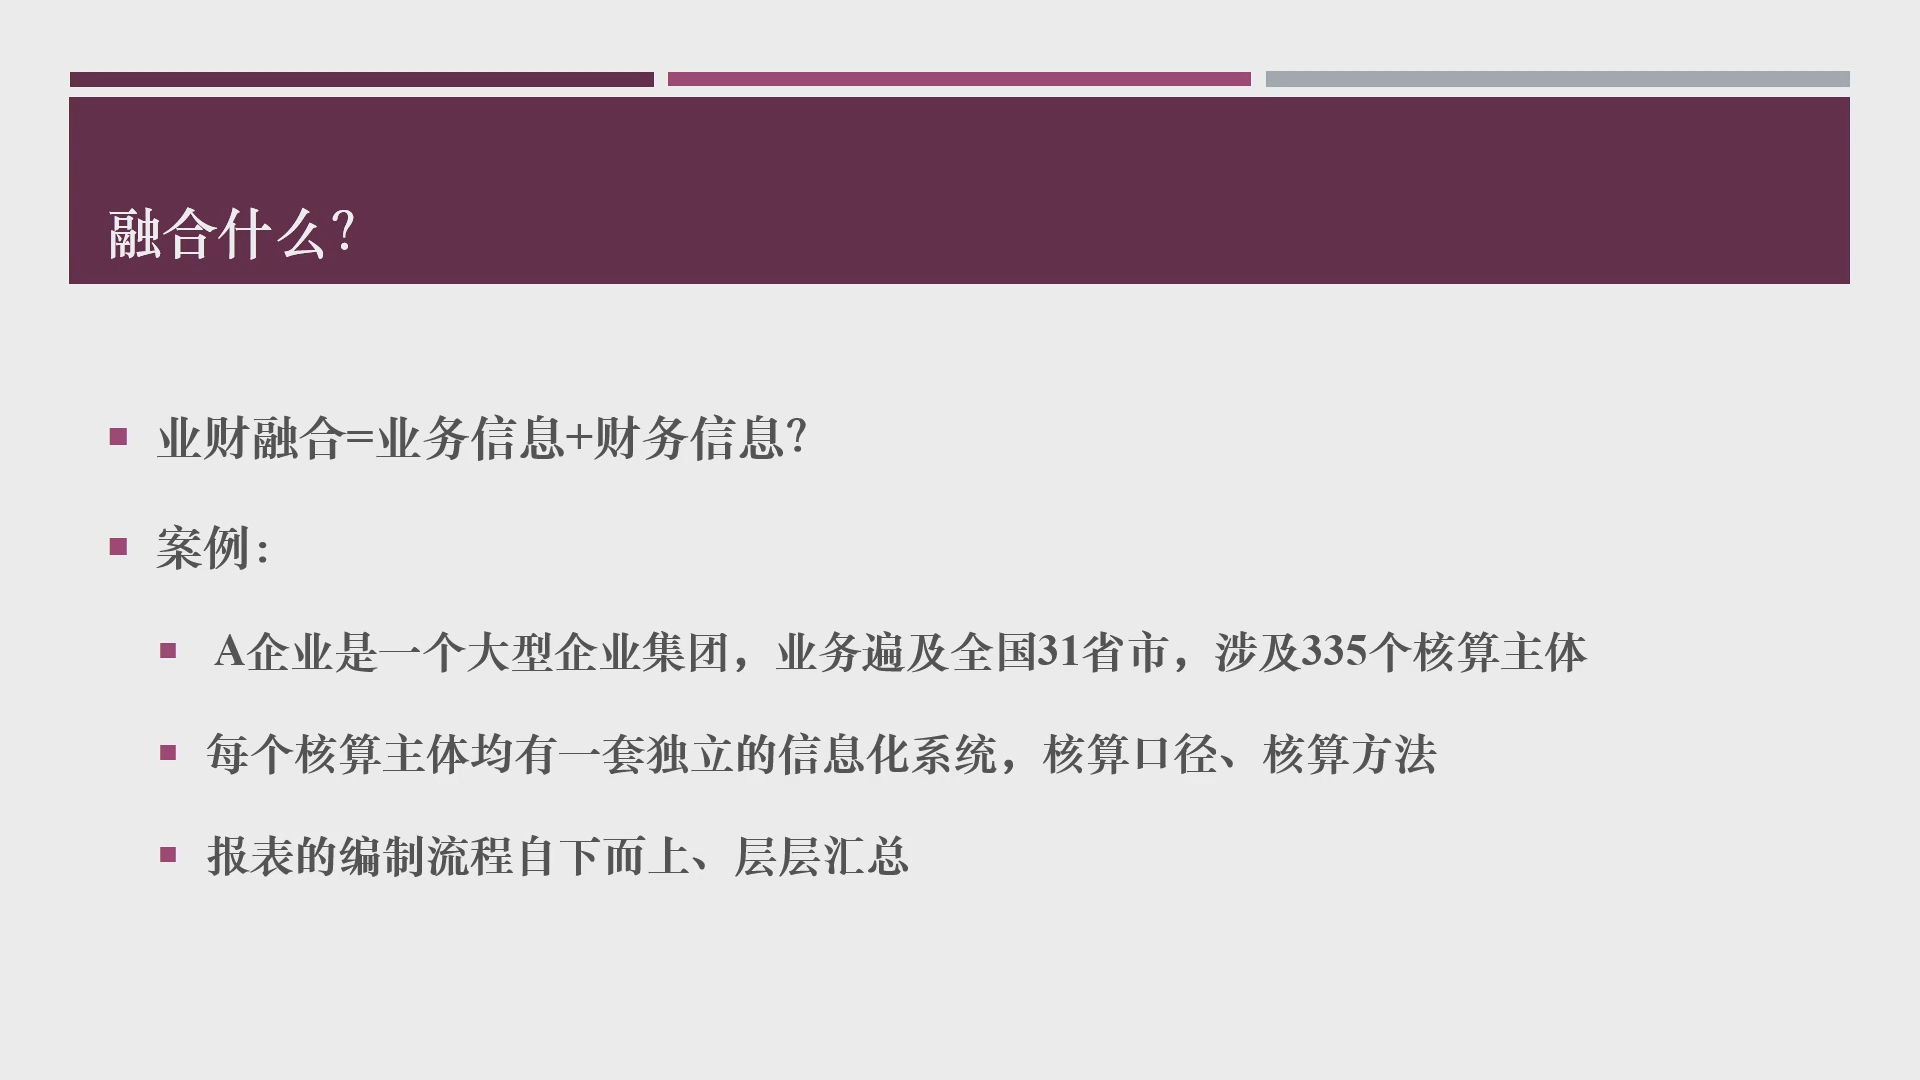 融合什么？
业财融合=业务信息+财务信息？
案例：
A企业是一个大型企业集团，业务遍及全国31省市，涉及335个核算主体
每个核算主体均有一套独立的信息化系统，核算口径、核算方法
报表的编制流程自下而上、层层汇总